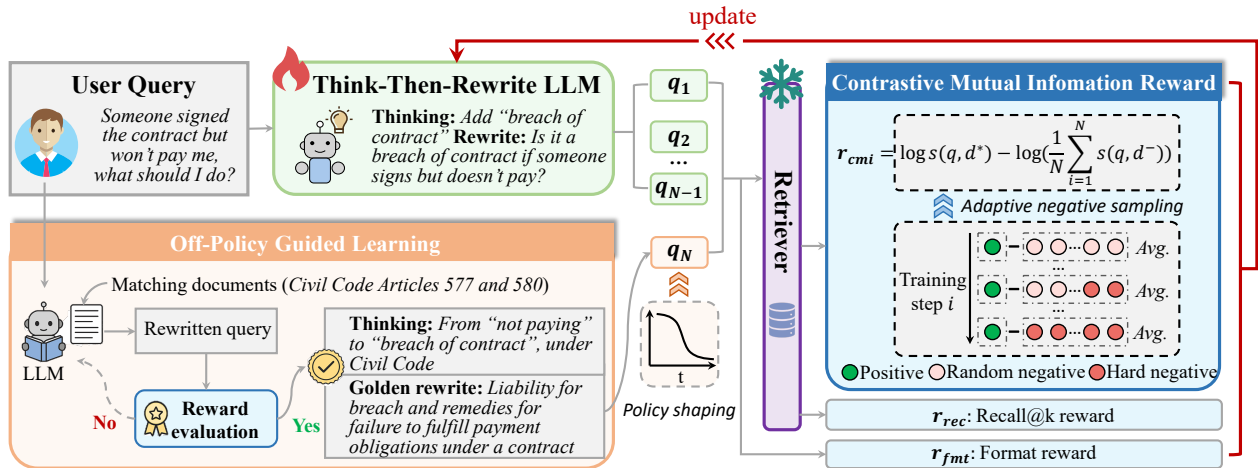 update
User Query
Someone signed
the contract but
won't pay me,
what should I do?
Think-Then-Rewrite LLM
Thinking: Add "breach of
contract" Rewrite: Is it a
breach of contract if someone
signs but doesn't pay?
q1
q2
...
qN−1
qN
t
Policy shaping
Retriever
Contrastive Mutual Infomation Reward
r_cmi = log s(q, d*) − log(1/N ∑_{i=1}^{N} s(q, d⁻))
Adaptive negative sampling
Training
step i
Avg.
...
Avg.
...
Avg.
Positive Random negative Hard negative
r_rec: Recall@k reward
r_fmt: Format reward
Off-Policy Guided Learning
Matching documents (Civil Code Articles 577 and 580)
LLM
Rewritten query
Reward
evaluation
No
Yes
Thinking: From "not paying"
to "breach of contract", under
Civil Code
Golden rewrite: Liability for
breach and remedies for
failure to fulfill payment
obligations under a contract